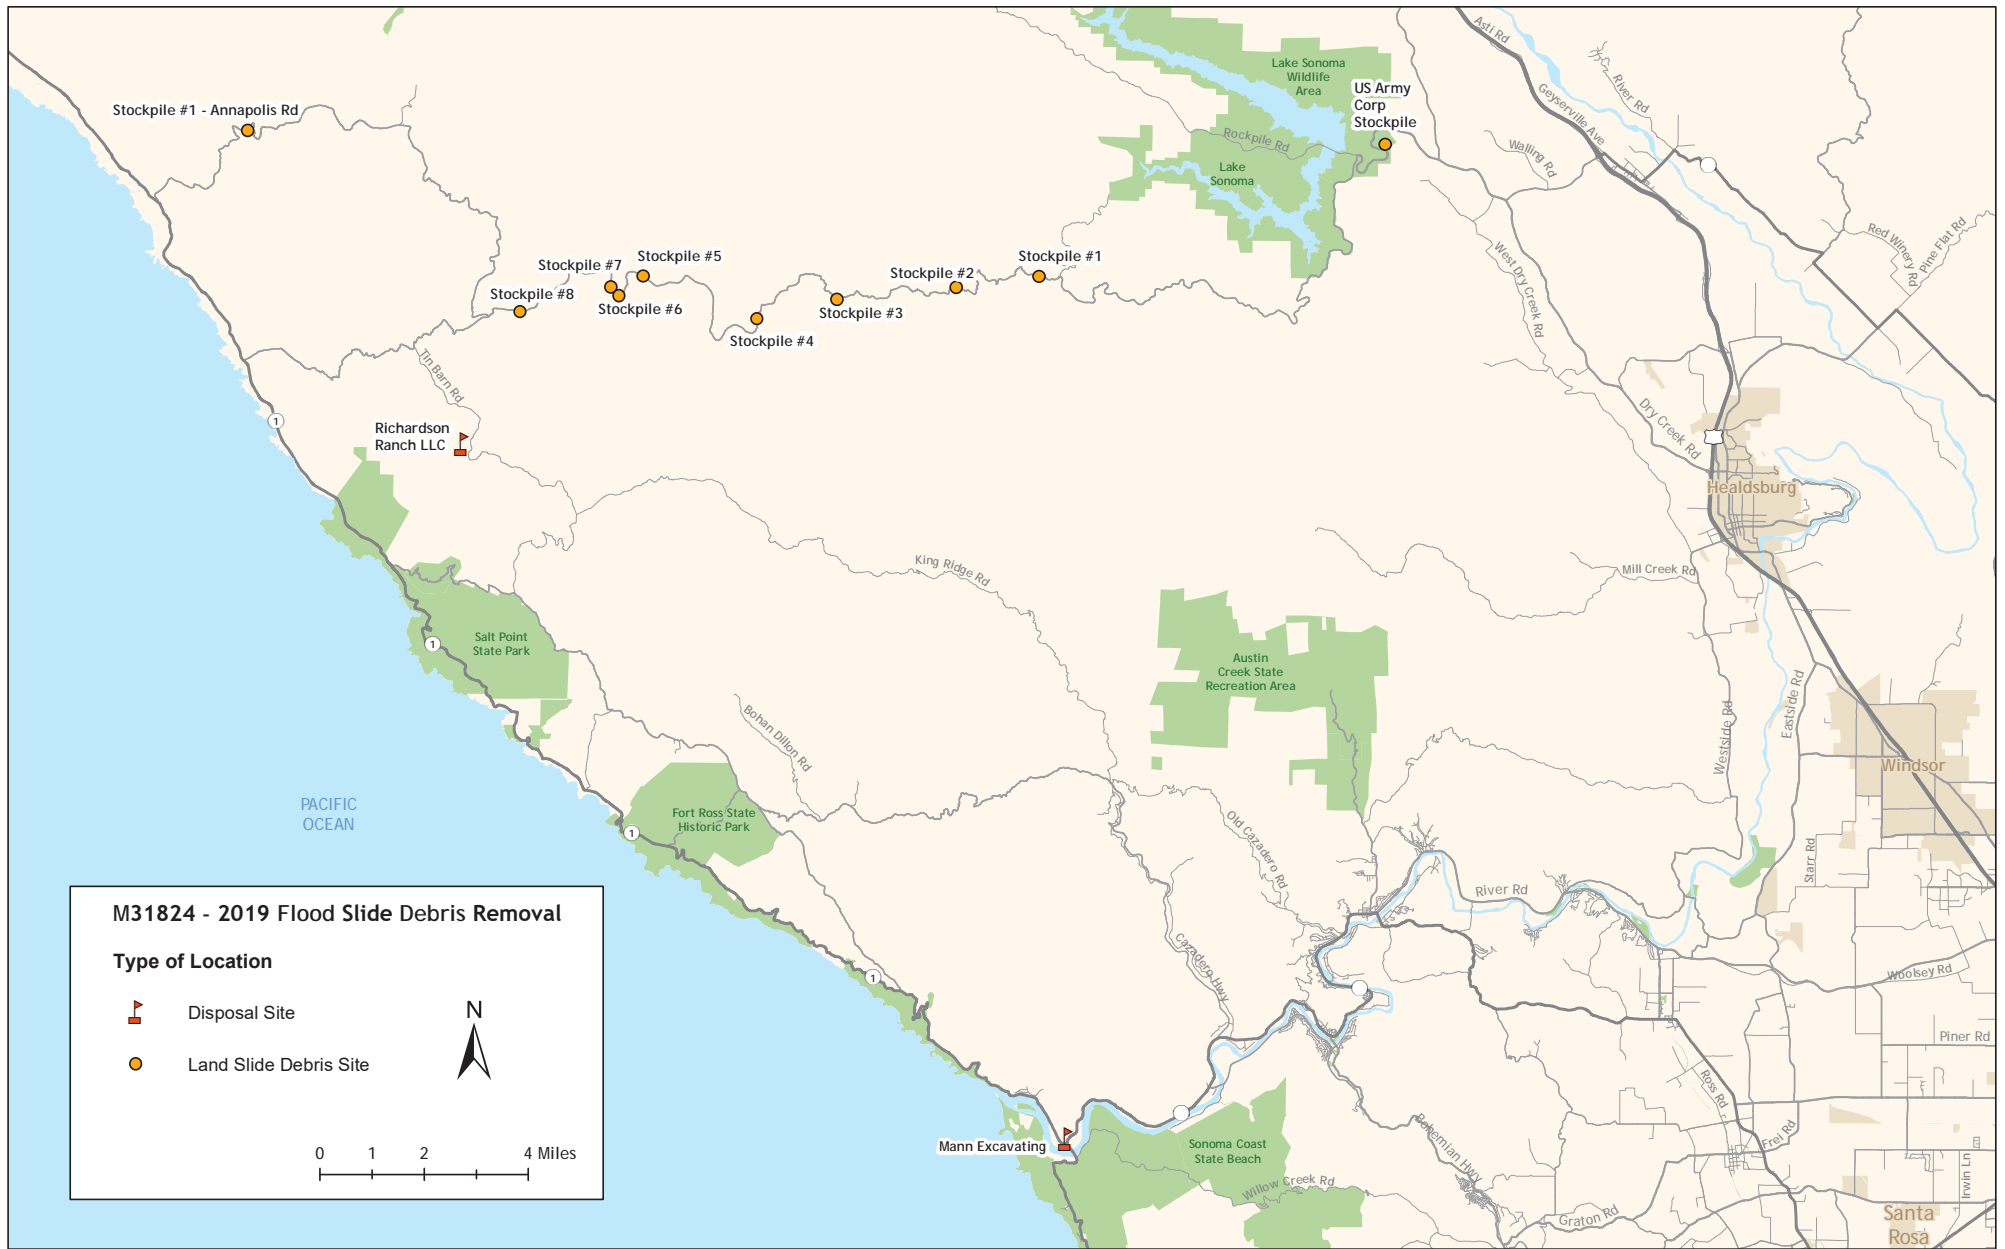 Asti Rd
Lake Sonoma
Wildlife
Area
River Rd
US Army
Corp
Stockpile
Geyserville Ave
Stockpile #1 - Annapolis Rd
Rockpile Rd
Walling Rd
Lake
Sonoma
Red Winery Rd
Pine Flat Rd
West Dry Creek Rd
Stockpile #5
Stockpile #7
Stockpile #1
Stockpile #2
Stockpile #8
Stockpile #6
Stockpile #3
Stockpile #4
Tin Barn Rd
Dry Creek Rd
1
Richardson
Ranch LLC
Healdsburg
King Ridge Rd
Mill Creek Rd
Salt Point
State Park
1
Austin
Creek State
Recreation Area
Westside Rd
Eastside Rd
Bohan Dillon Rd
Windsor
PACIFIC
OCEAN
Fort Ross State
Historic Park
1
Old Cazadero Rd
Starr Rd
River Rd
M31824 - 2019 Flood Slide Debris Removal
Type of Location
Disposal Site
Land Slide Debris Site
N
0 1 2 4 Miles
1
Cazadero Hwy
Woolsey Rd
Piner Rd
Ross Rd
Mann Excavating
Sonoma Coast
State Beach
Bohemian Hwy
Frei Rd
Willow Creek Rd
Irwin Ln
Graton Rd
Santa
Rosa